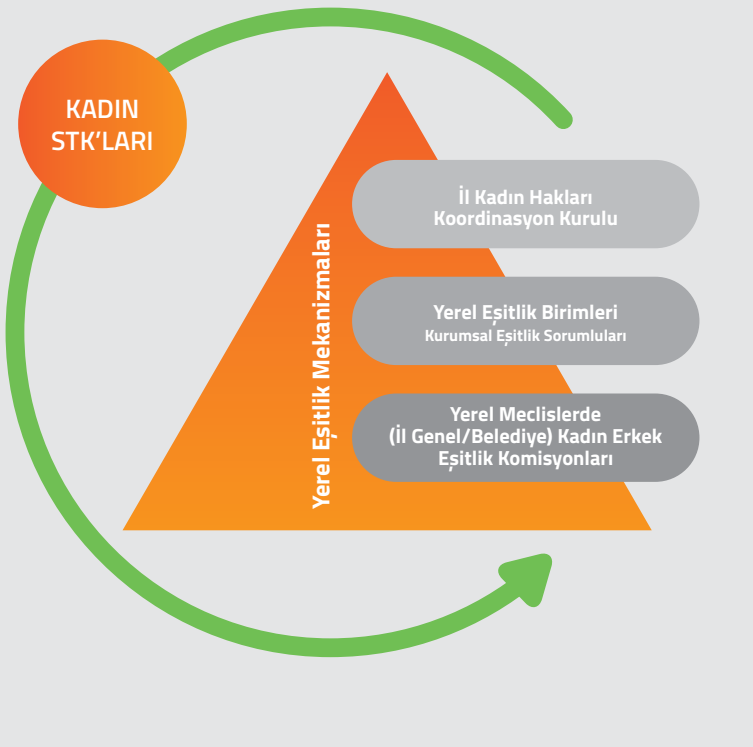 KADIN
STK'LARI
Yerel Eşitlik Mekanizmaları
İl Kadın Hakları
Koordinasyon Kurulu
Yerel Eşitlik Birimleri
Kurumsal Eşitlik Sorumluları
Yerel Meclislerde
(İl Genel/Belediye) Kadın Erkek
Eşitlik Komisyonları